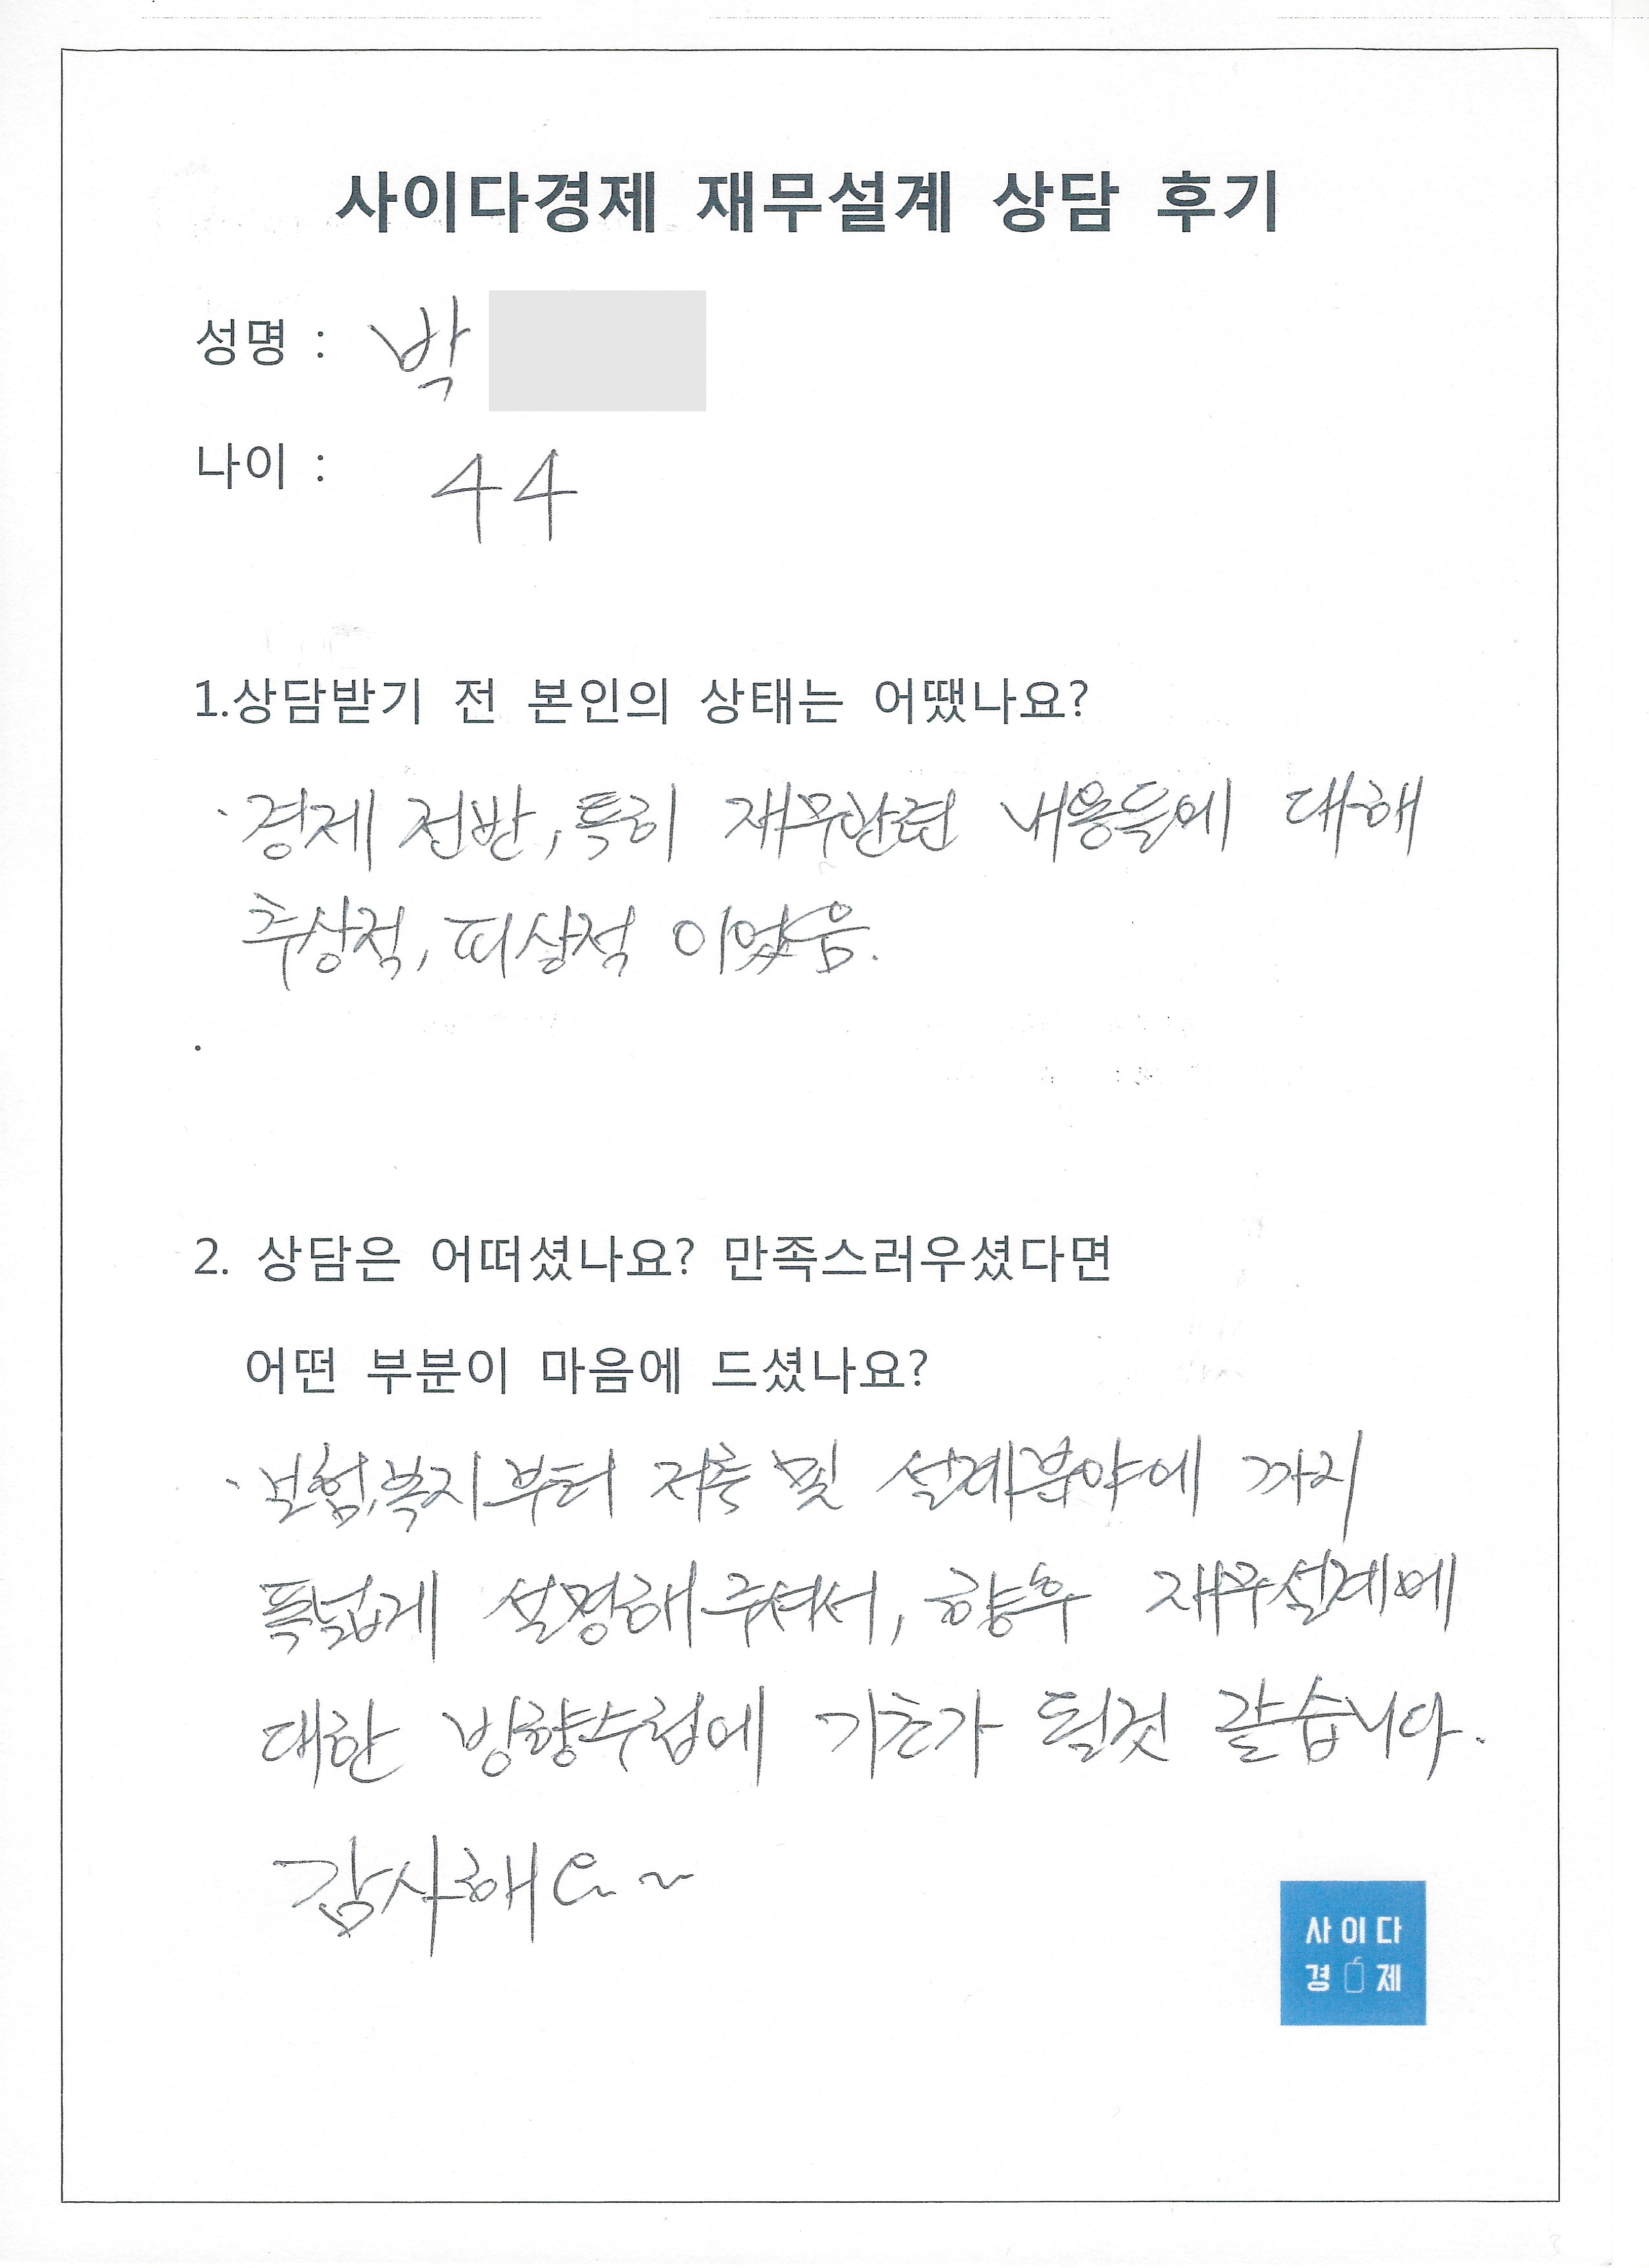 사이다경제 재무설계 상담 후기
성명 : 박
나이 : 44
1.상담받기 전 본인의 상태는 어땠나요?
· 경제 전반, 특히 재무관련 내용들에 대해
추상적, 피상적 이었음.
.
2. 상담은 어떠셨나요? 만족스러우셨다면
어떤 부분이 마음에 드셨나요?
· 보험,복지부터 저축 및 설계분야에 까지
폭넓게 설명해주셔서, 향후 재무설계에
대한 방향수립에 기초가 될것 같습니다.
감사해요~
사이다
경제